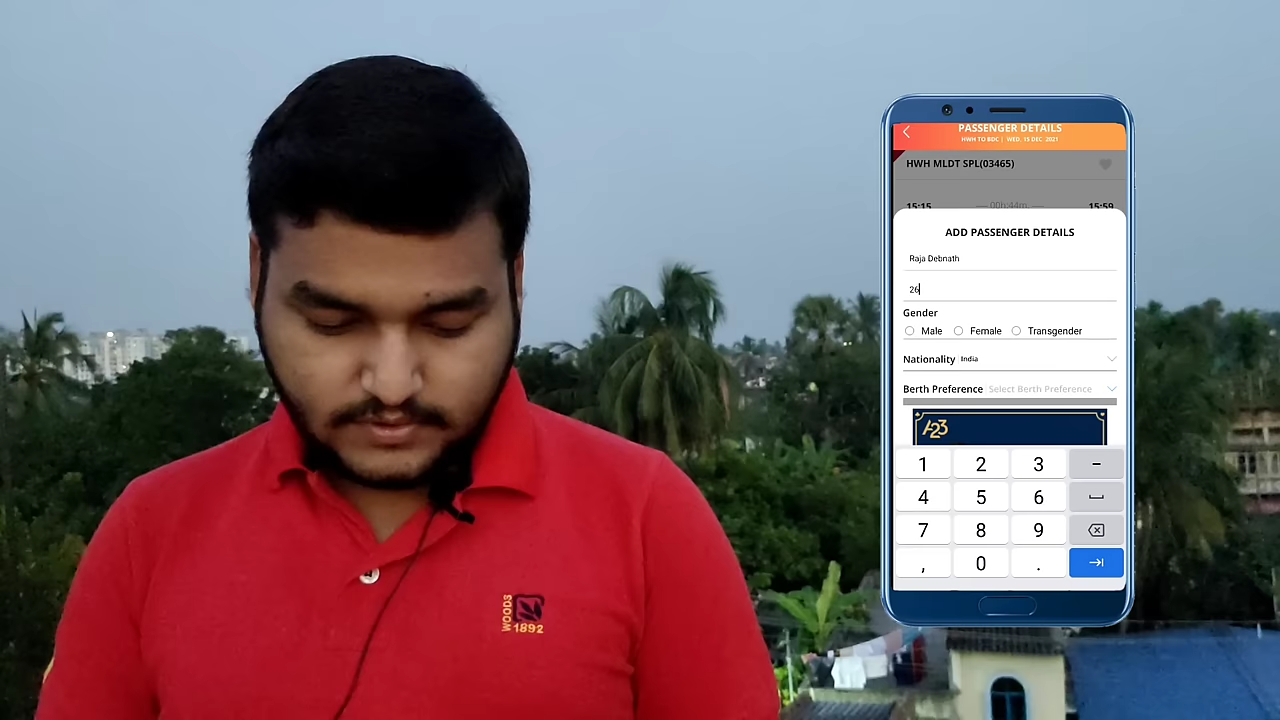 PASSENGER DETAILS
HWH TO BDC | WED, 15 DEC 2021
HWH MLDT SPL(03465)
15:15 00h:44m 15:59
ADD PASSENGER DETAILS
Raja Debnath
26
Gender
Male Female Transgender
Nationality India
Berth Preference Select Berth Preference
A23
1 2 3 -
4 5 6
7 8 9
, 0 .
WOODS
1892